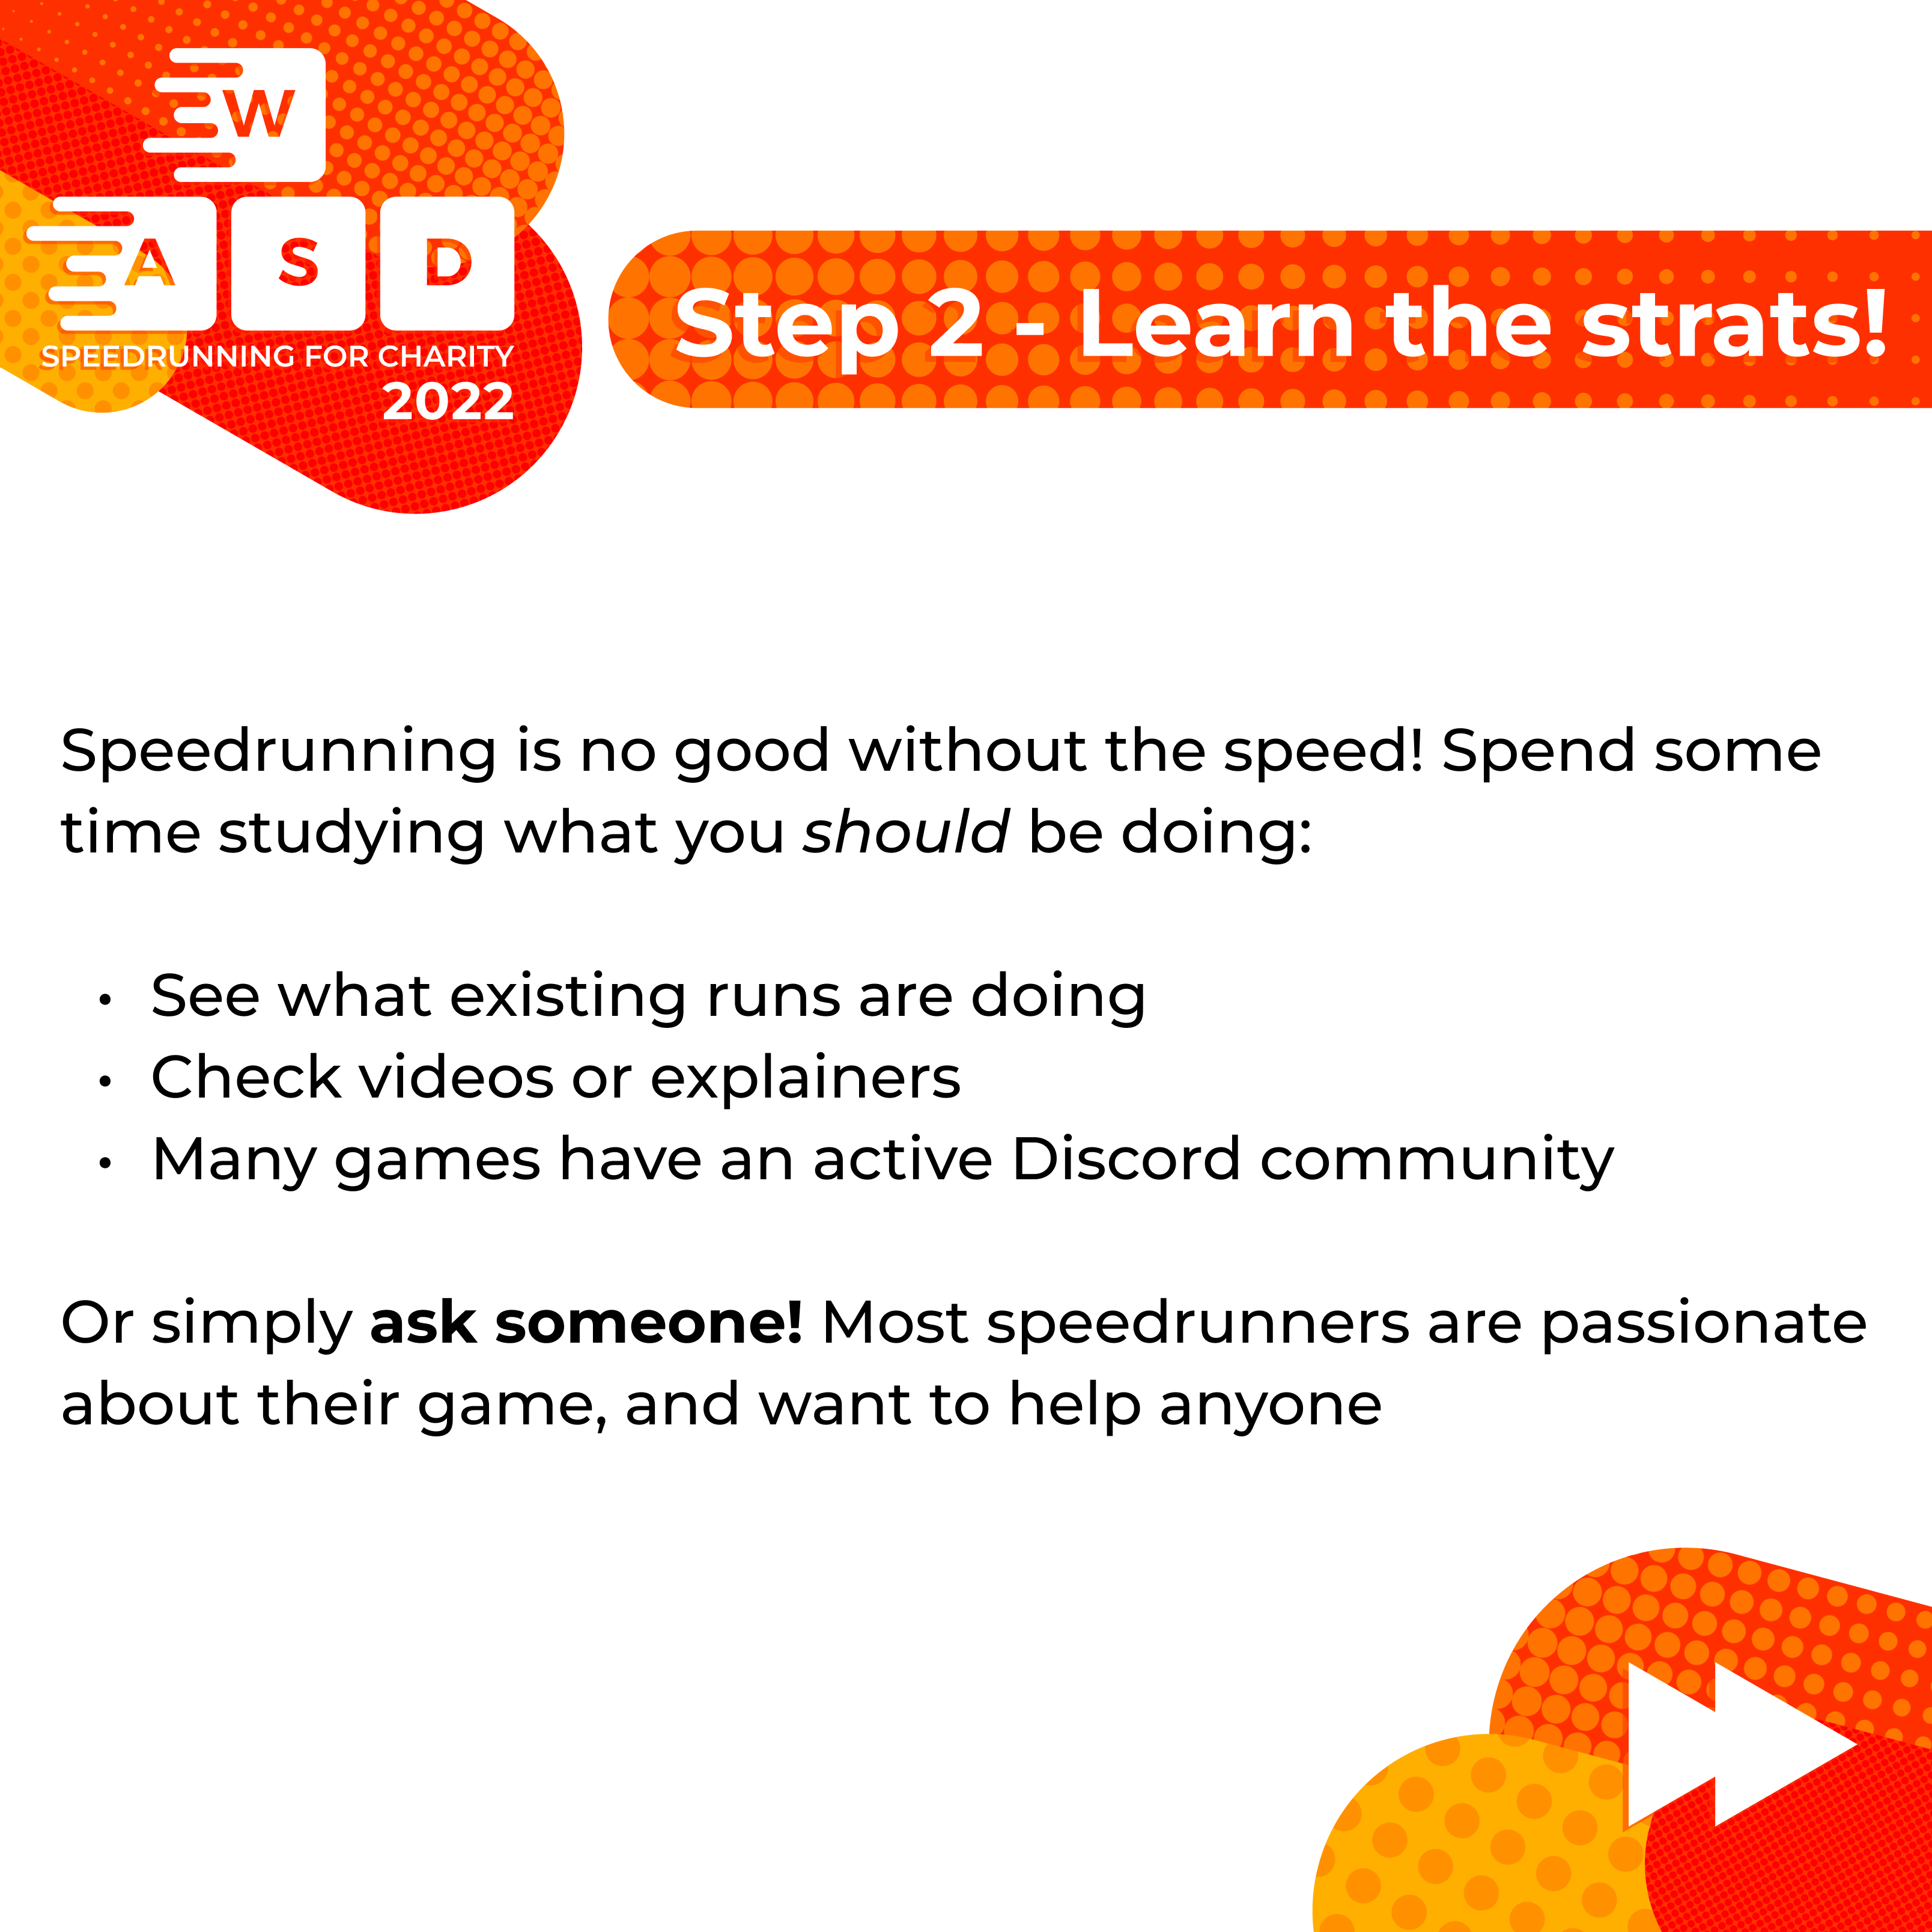 W
A S D
SPEEDRUNNING FOR CHARITY
2022
Step 2 - Learn the strats!
Speedrunning is no good without the speed! Spend some
time studying what you should be doing:
• See what existing runs are doing
• Check videos or explainers
• Many games have an active Discord community
Or simply ask someone! Most speedrunners are passionate
about their game, and want to help anyone